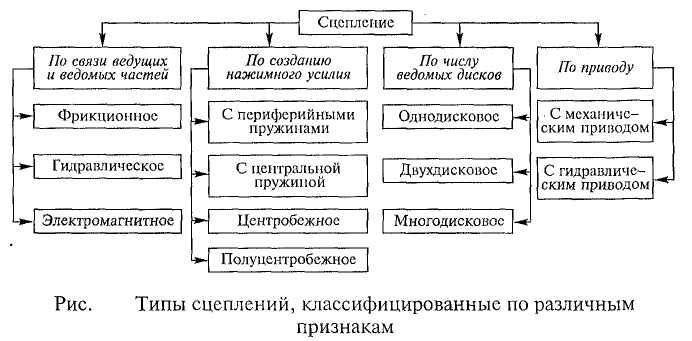 Сцепление
По связи ведущих
и ведомых частей
По созданию
нажимного усилия
По числу
ведомых дисков
По приводу
Фрикционное
Гидравлическое
Электромагнитное
С периферийными
пружинами
С центральной
пружиной
Центробежное
Полуцентробежное
Однодисковое
Двухдисковое
Многодисковое
С механиче-
ским приводом
С гидравличе-
ским приводом
Рис. Типы сцеплений, классифицированные по различным
признакам